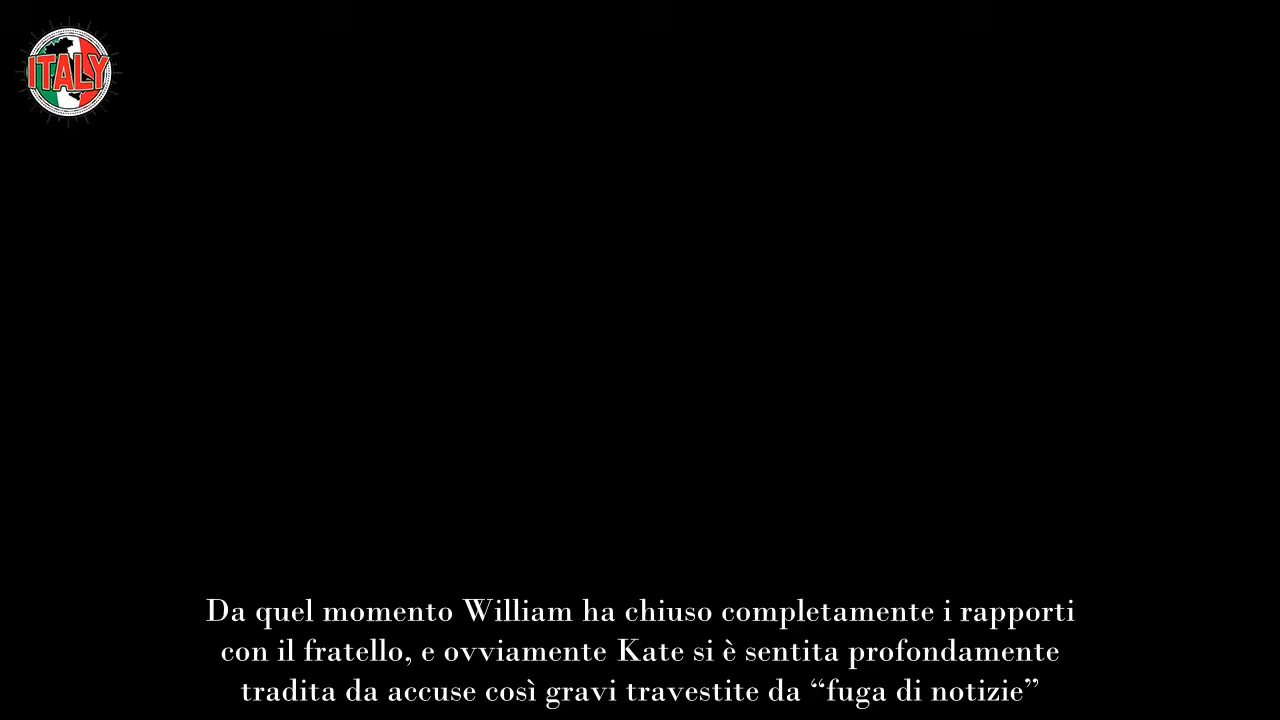 ITALY
Da quel momento William ha chiuso completamente i rapporti
con il fratello, e ovviamente Kate si è sentita profondamente
tradita da accuse così gravi travestite da “fuga di notizie”